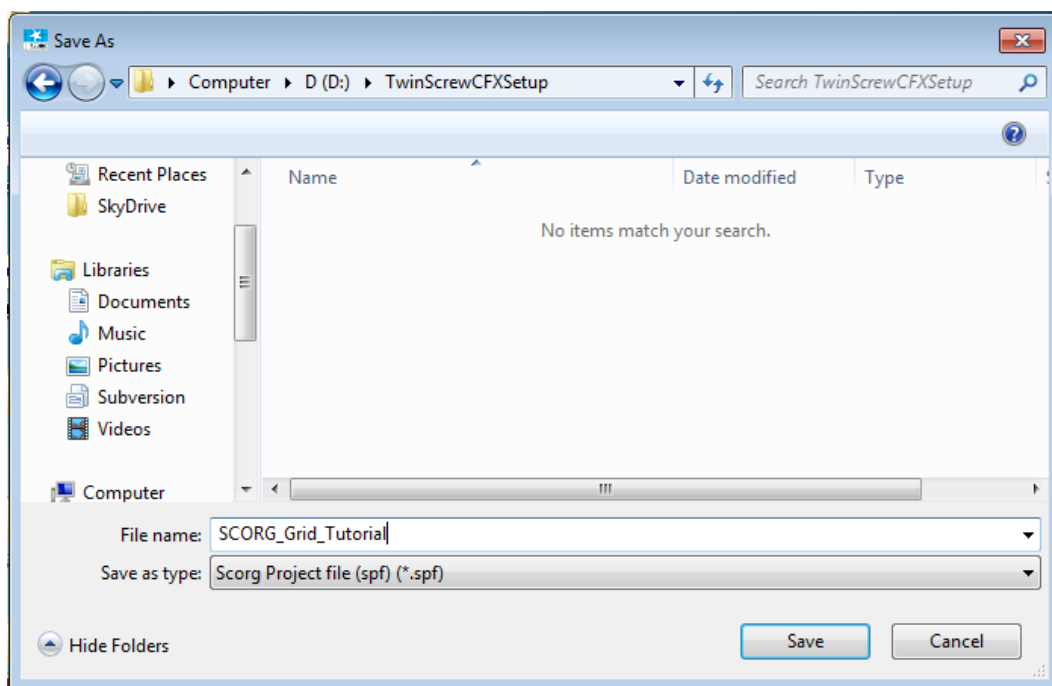 Save As
Computer D (D:) TwinScrewCFXSetup Search TwinScrewCFXSetup
Recent Places
SkyDrive
Libraries
Documents
Music
Pictures
Subversion
Videos
Computer
Name Date modified Type
No items match your search.
File name: SCORG_Grid_Tutorial
Save as type: Scorg Project file (spf) (*.spf)
Hide Folders Save Cancel